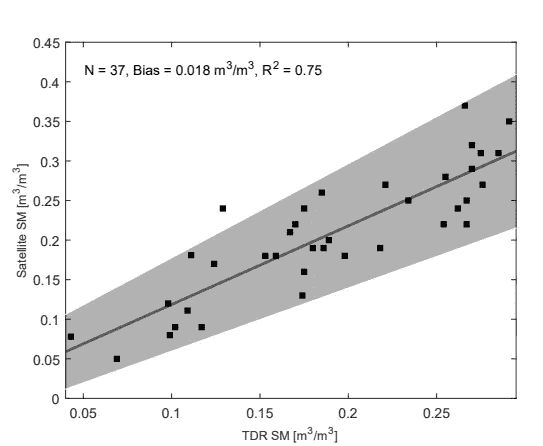 N = 37, Bias = 0.018 m³/m³, R² = 0.75
0.45
0.4
0.35
0.3
0.25
0.2
0.15
0.1
0.05
0
Satellite SM [m³/m³]
0.05 0.1 0.15 0.2 0.25
TDR SM [m³/m³]